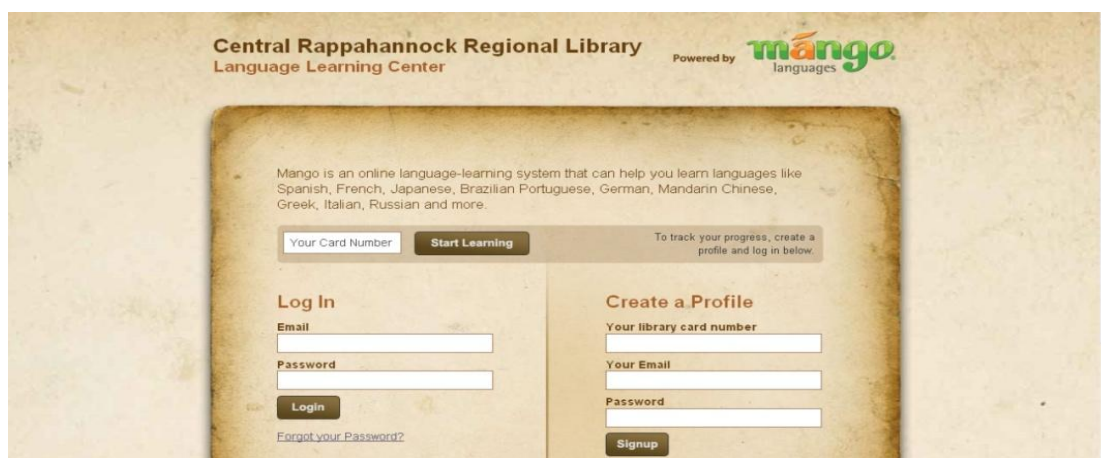 Central Rappahannock Regional Library
Language Learning Center
Powered by
mango
languages
Mango is an online language-learning system that can help you learn languages like
Spanish, French, Japanese, Brazilian Portuguese, German, Mandarin Chinese,
Greek, Italian, Russian and more.
Your Card Number
Start Learning
To track your progress, create a
profile and log in below.
Log In
Email
Password
Login
Forgot your Password?
Create a Profile
Your library card number
Your Email
Password
Signup